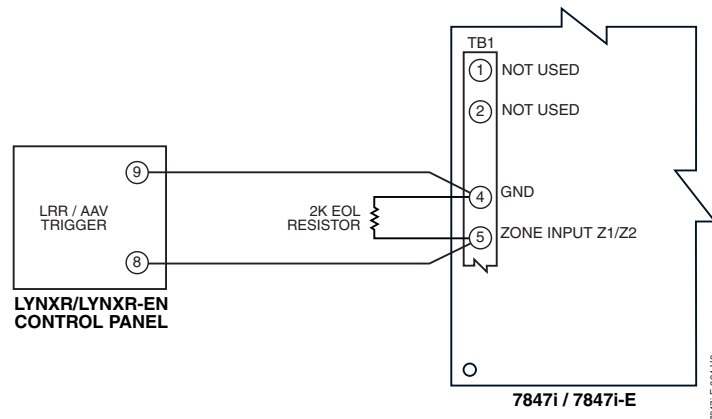 TB1
1 NOT USED
2 NOT USED
9
LRR / AAV
TRIGGER
8
LYNXR/LYNXR-EN
CONTROL PANEL
2K EOL
RESISTOR
4 GND
5 ZONE INPUT Z1/Z2
7847i / 7847i-E